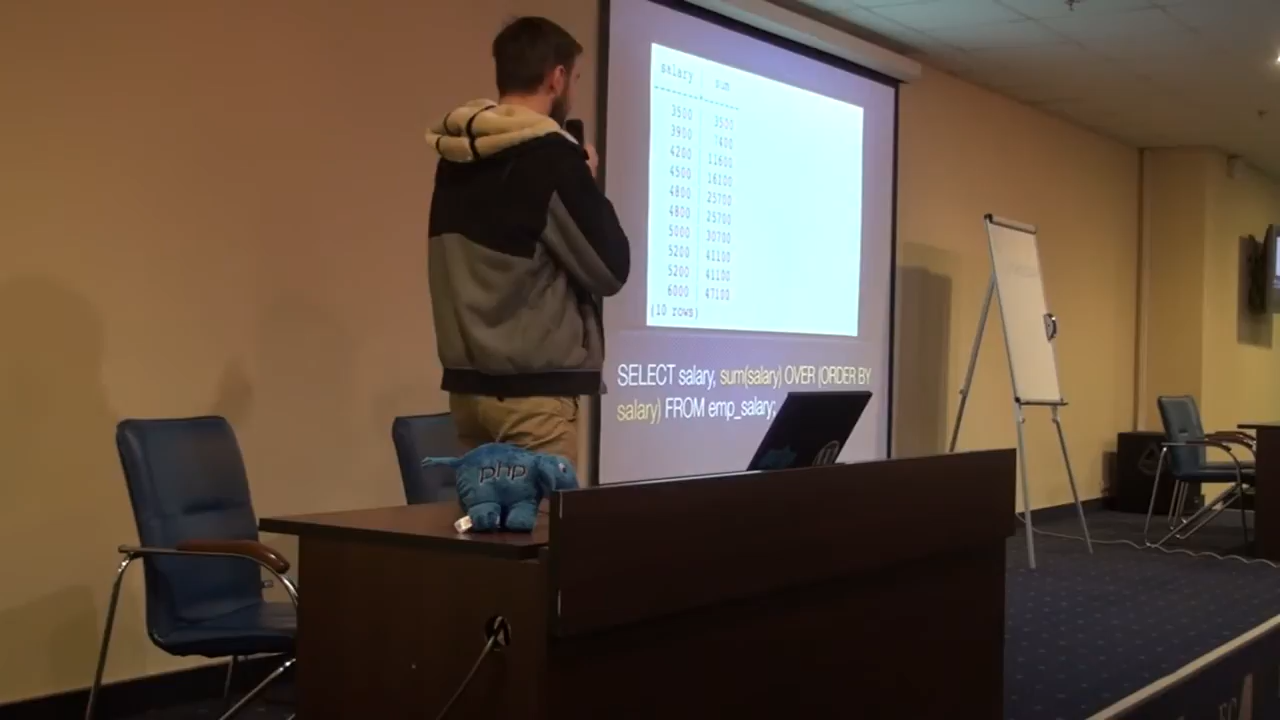 salary | sum
3500 | 3500
3900 | 7400
4200 | 11600
4500 | 16100
4800 | 25700
4800 | 25700
5000 | 30700
5200 | 41100
5200 | 41100
6000 | 47100
(10 rows)
SELECT salary, sum(salary) OVER (ORDER BY
salary) FROM emp_salary;
php